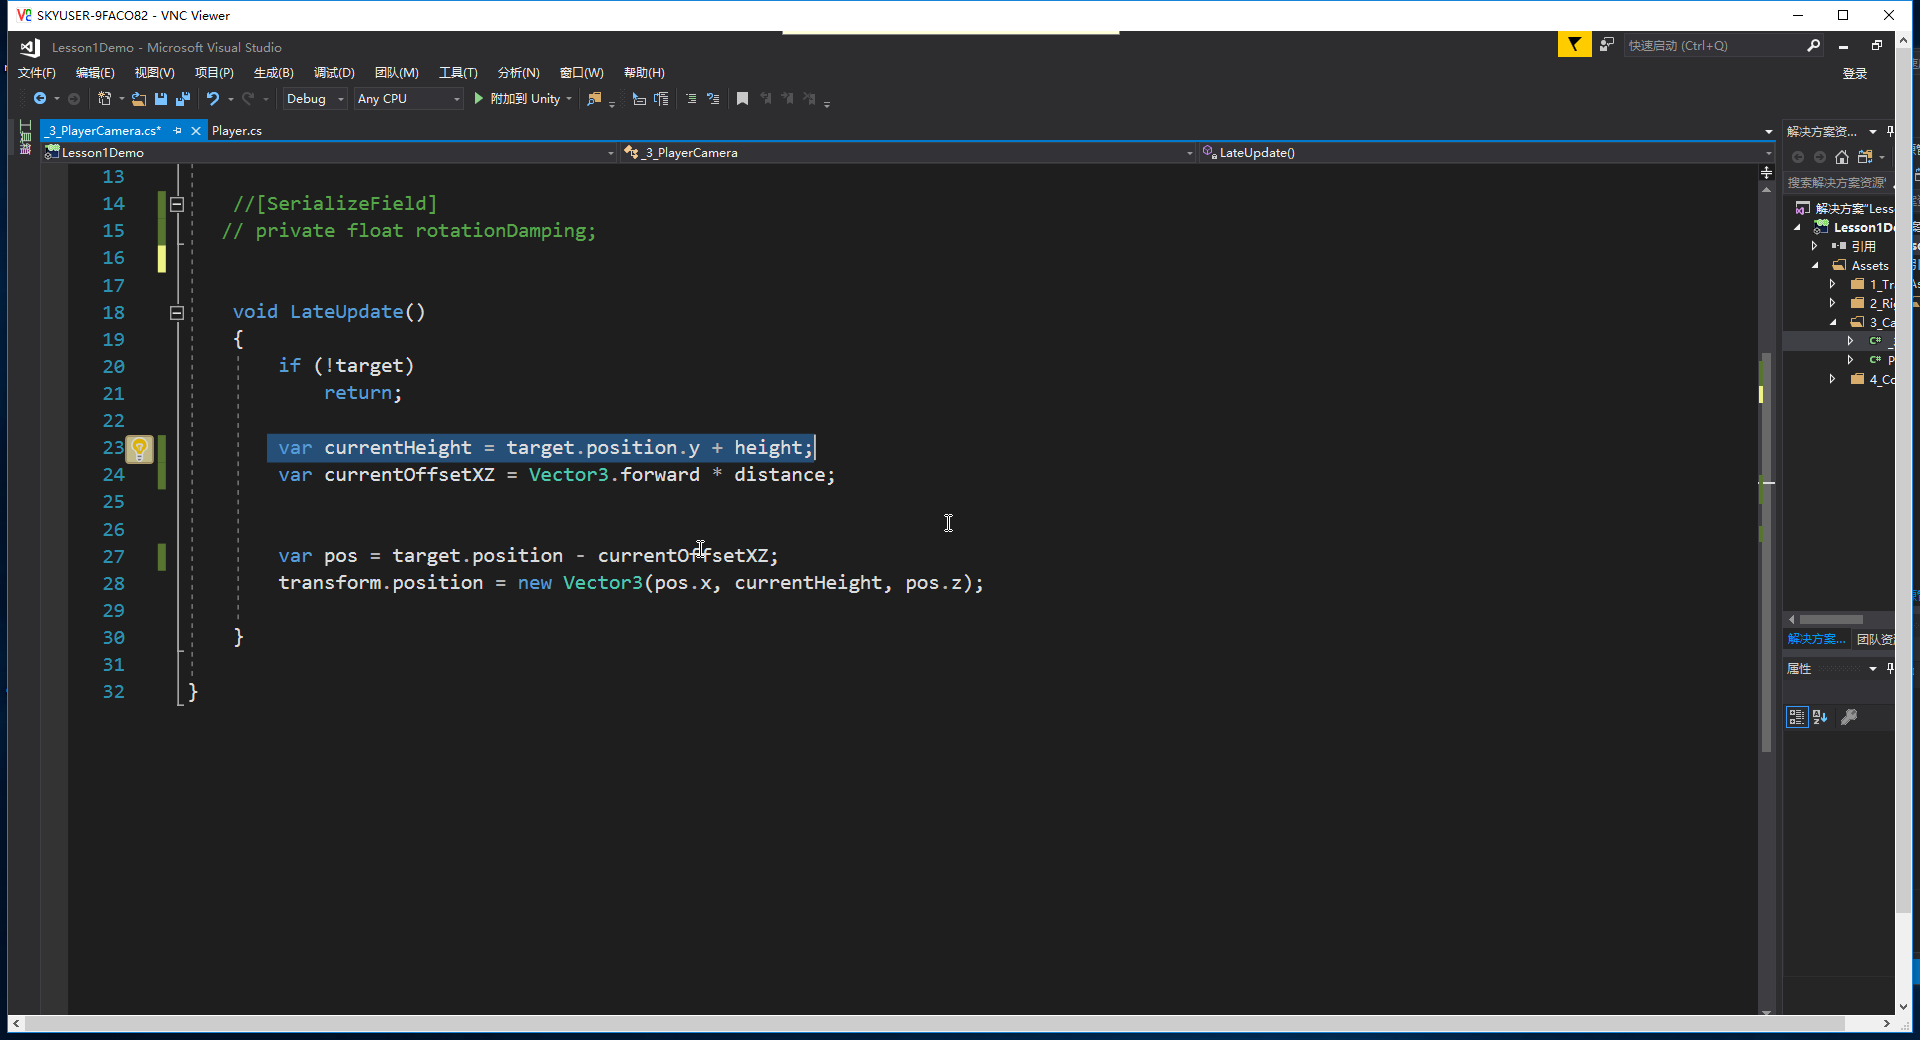 SKYUSER-9FACO82 - VNC Viewer
Lesson1Demo - Microsoft Visual Studio
快速启动 (Ctrl+Q)
文件(F) 编辑(E) 视图(V) 项目(P) 生成(B) 调试(D) 团队(M) 工具(T) 分析(N) 窗口(W) 帮助(H)
登录
Debug Any CPU 附加到 Unity
工具箱
_3_PlayerCamera.cs* Player.cs
Lesson1Demo _3_PlayerCamera LateUpdate()
13
14 //[SerializeField]
15 // private float rotationDamping;
16
17
18 void LateUpdate()
19 {
20 if (!target)
21 return;
22
23 var currentHeight = target.position.y + height;
24 var currentOffsetXZ = Vector3.forward * distance;
25
26
27 var pos = target.position - currentOffsetXZ;
28 transform.position = new Vector3(pos.x, currentHeight, pos.z);
29
30 }
31
32 }
解决方案资...
搜索解决方案资源
解决方案"Less
Lesson1De
引用
Assets
1_Tr
2_Ri
3_Ca
C#
C# P
4_Co
解决方案... 团队资
属性